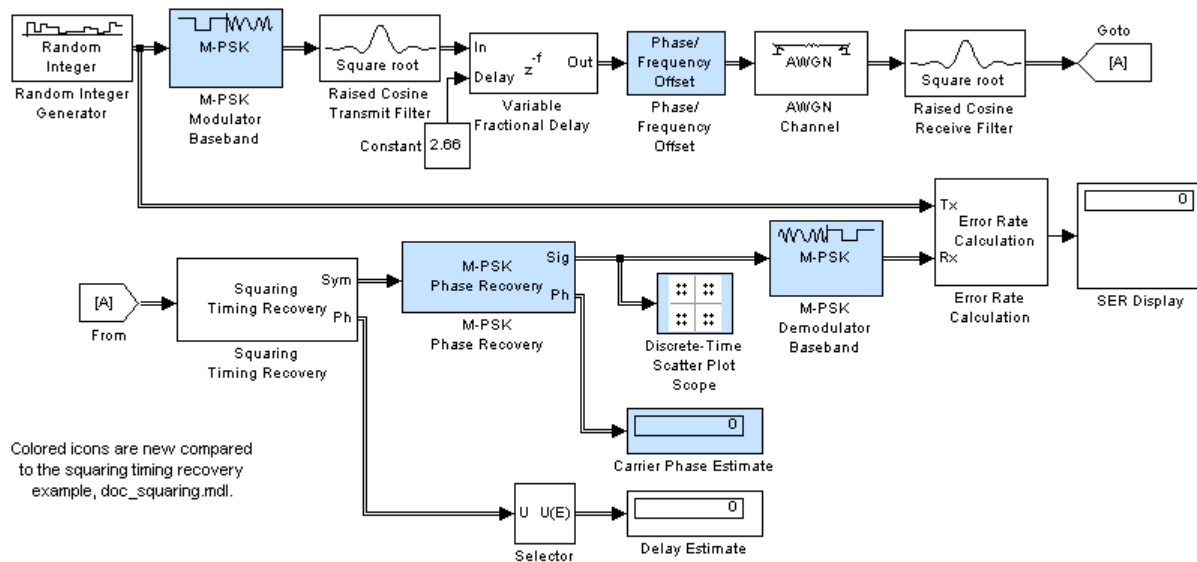 Random
Integer
Random Integer
Generator
M-PSK
M-PSK
Modulator
Baseband
Square root
Raised Cosine
Transmit Filter
In
Delay
z^-f
Out
Variable
Fractional Delay
Constant
2.66
Phase/
Frequency
Offset
Phase/
Frequency
Offset
AWGN
AWGN
Channel
Square root
Raised Cosine
Receive Filter
Goto
[A]
Tx
Rx
Error Rate
Calculation
Error Rate
Calculation
0
SER Display
[A]
From
Squaring
Timing Recovery
Sym
Ph
Squaring
Timing Recovery
M-PSK
Phase Recovery
Sig
Ph
M-PSK
Phase Recovery
Discrete-Time
Scatter Plot
Scope
M-PSK
M-PSK
Demodulator
Baseband
0
Carrier Phase Estimate
Colored icons are new compared
to the squaring timing recovery
example, doc_squaring.mdl.
U U(E)
Selector
0
Delay Estimate